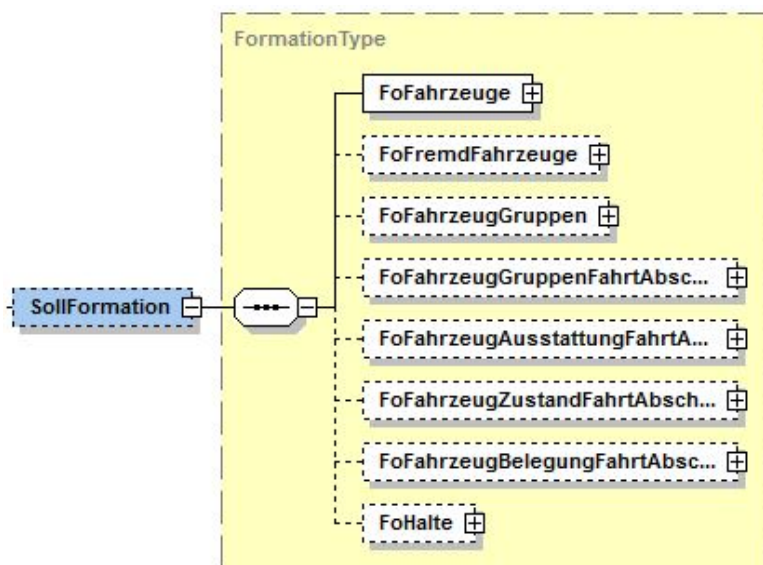 FormationType
FoFahrzeuge
FoFremdFahrzeuge
FoFahrzeugGruppen
FoFahrzeugGruppenFahrtAbsc...
SollFormation
FoFahrzeugAusstattungFahrtA...
FoFahrzeugZustandFahrtAbsch...
FoFahrzeugBelegungFahrtAbsc...
FoHalte